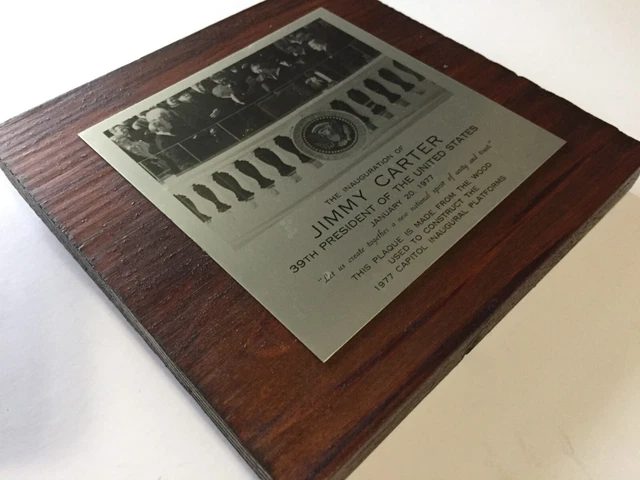 THE INAUGURATION OF
JIMMY CARTER
39TH PRESIDENT OF THE UNITED STATES
JANUARY 20, 1977
"Let us create together a new national spirit of unity and trust"
THIS PLAQUE IS MADE FROM THE WOOD
USED TO CONSTRUCT THE
1977 CAPITOL INAUGURAL PLATFORMS